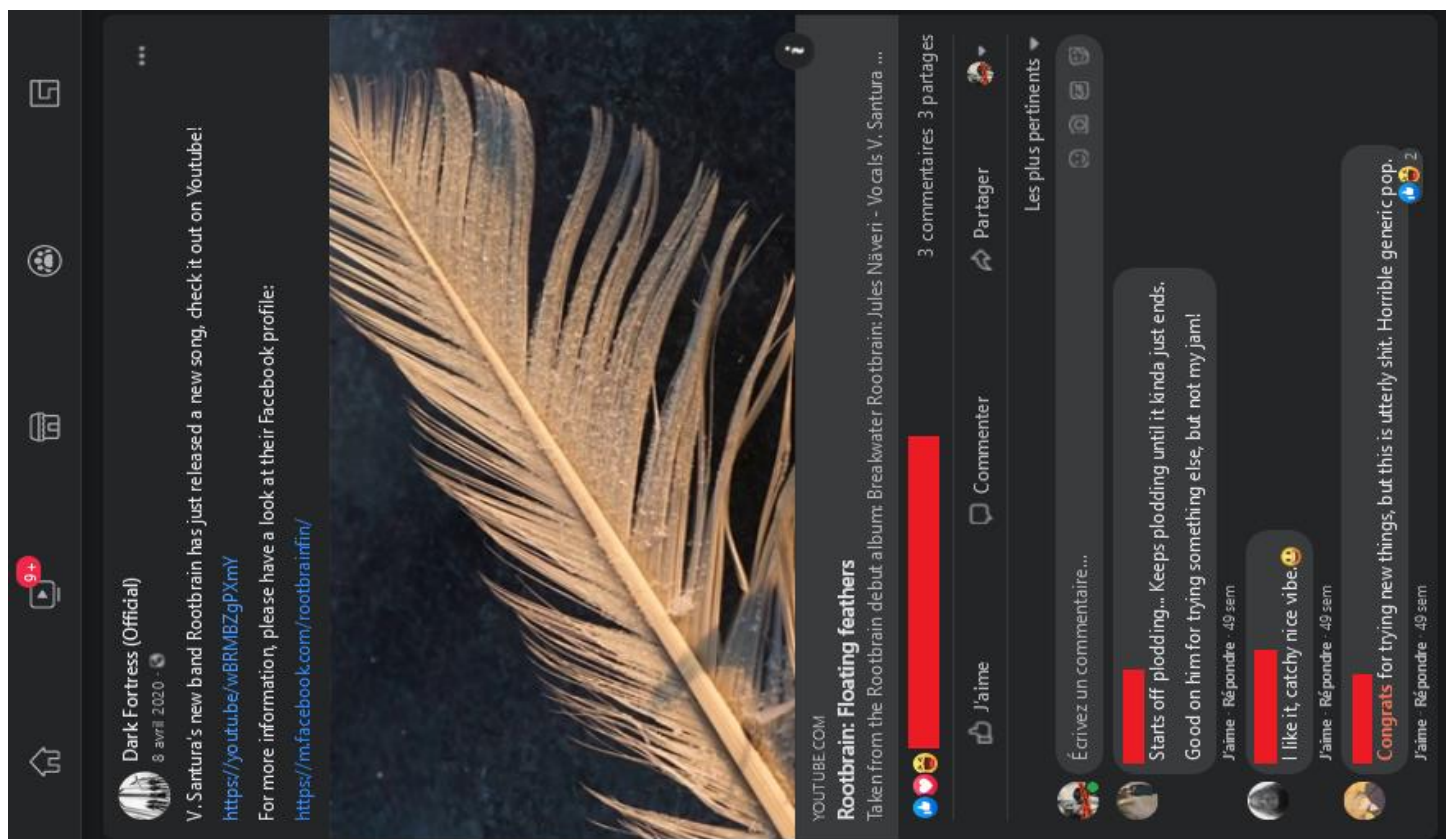 9+
Dark Fortress (Official)
8 avril 2020 ·
V. Santura's new band Rootbrain has just released a new song, check it out on Youtube!
https://youtu.be/wBRMBZgPXmY
For more information, please have a look at their Facebook profile:
https://m.facebook.com/rootbrainfin/
i
YOUTUBE.COM
Rootbrain: Floating feathers
Taken from the Rootbrain debut album: Breakwater Rootbrain: Jules Näveri - Vocals V. Santura ...
3 commentaires 3 partages
J'aime Commenter Partager
Les plus pertinents
Écrivez un commentaire...
Starts off plodding... Keeps plodding until it kinda just ends.
Good on him for trying something else, but not my jam!
J'aime · Répondre · 49 sem
I like it, catchy nice vibe.
J'aime · Répondre · 49 sem
Congrats for trying new things, but this is utterly shit. Horrible generic pop.
2
J'aime · Répondre · 49 sem